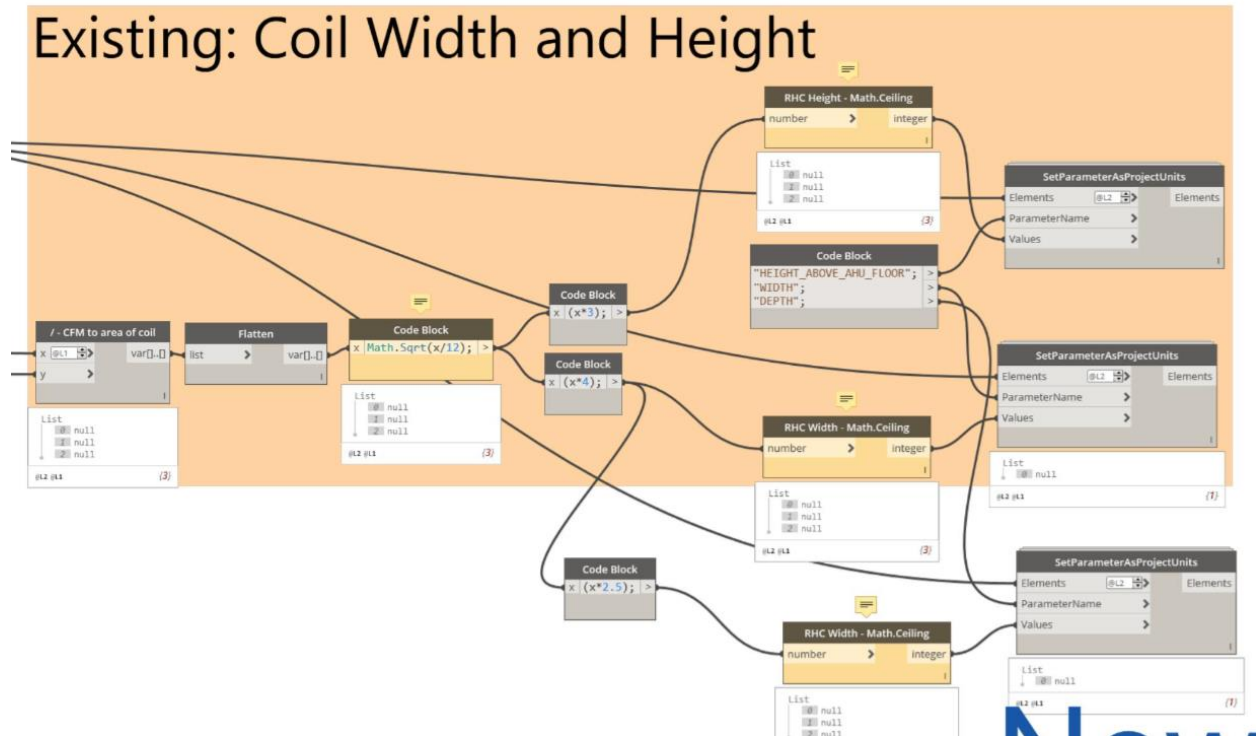 Existing: Coil Width and Height
RHC Height - Math.Ceiling
number > integer
List
0 null
1 null
2 null
@L2 @L1 {3}
SetParameterAsProjectUnits
Elements @L2 > Elements
ParameterName >
Values >
Code Block
"HEIGHT_ABOVE_AHU_FLOOR"; >
"WIDTH"; >
"DEPTH"; >
Code Block
x (x*3); >
/ - CFM to area of coil
x @L1 > var[]..[]
y >
List
0 null
1 null
2 null
@L2 @L1 {3}
Flatten
list > var[]..[]
Code Block
x Math.Sqrt(x/12); >
List
0 null
1 null
2 null
@L2 @L1 {3}
Code Block
x (x*4); >
SetParameterAsProjectUnits
Elements @L2 > Elements
ParameterName >
Values >
List
0 null
@L2 @L1 {1}
RHC Width - Math.Ceiling
number > integer
List
0 null
1 null
2 null
@L2 @L1 {3}
Code Block
x (x*2.5); >
SetParameterAsProjectUnits
Elements @L2 > Elements
ParameterName >
Values >
List
0 null
@L2 @L1 {1}
RHC Width - Math.Ceiling
number > integer
List
0 null
1 null
2 null